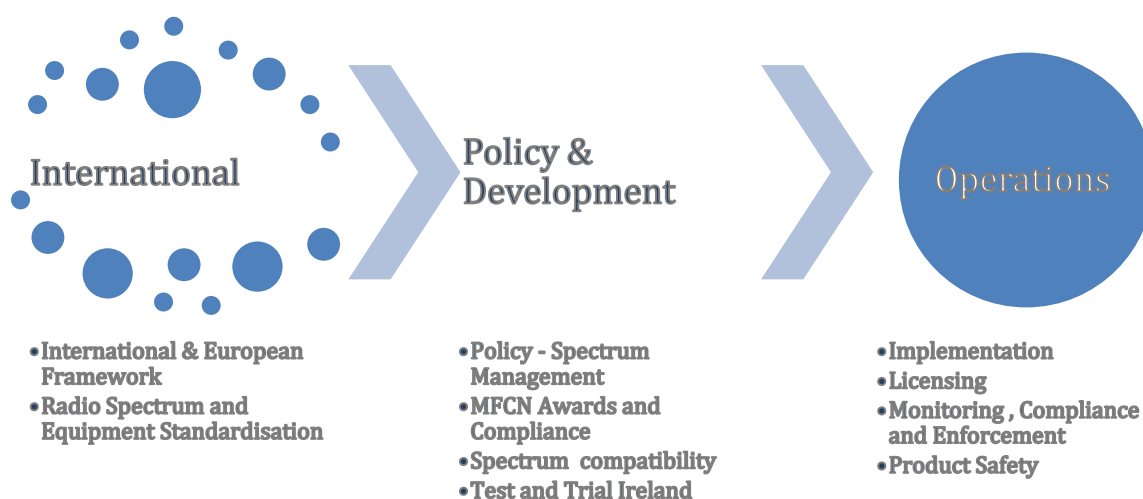 International
Policy &
Development
Operations
•International & European
Framework
•Radio Spectrum and
Equipment Standardisation
•Policy - Spectrum
Management
•MFCN Awards and
Compliance
•Spectrum  compatibility
•Test and Trial Ireland
•Implementation
•Licensing
•Monitoring , Compliance
and Enforcement
•Product Safety